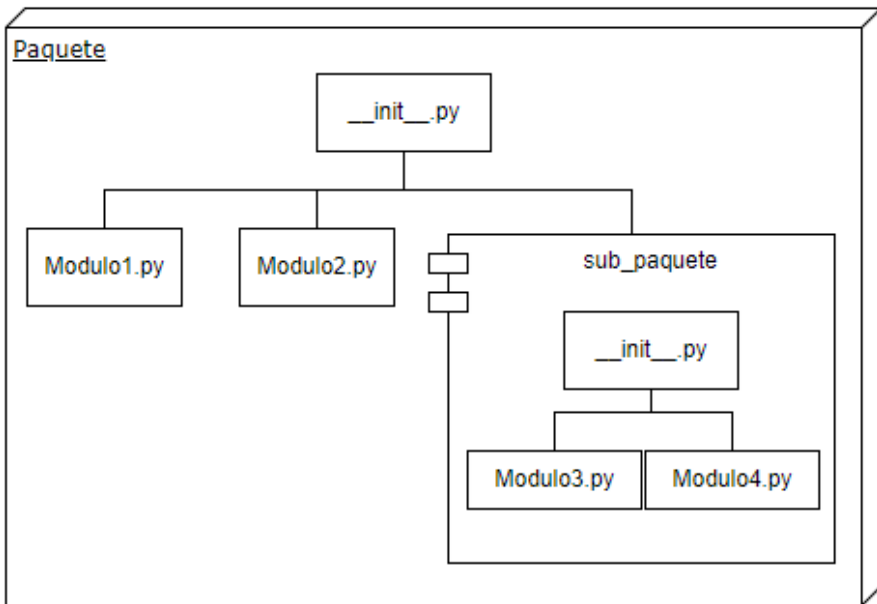 Paquete
__init__.py
Modulo1.py
Modulo2.py
sub_paquete
__init__.py
Modulo3.py
Modulo4.py